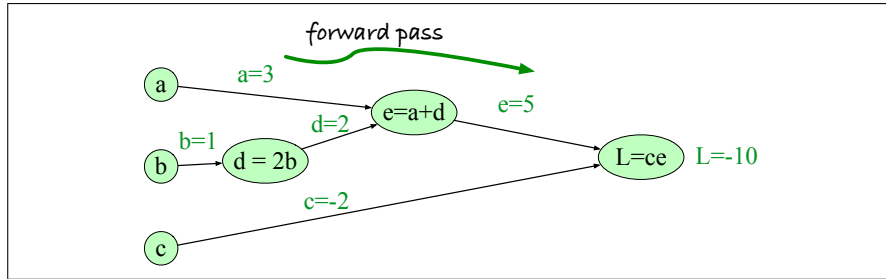 forward pass
a
a=3
e=a+d
e=5
b
b=1
d = 2b
d=2
L=ce
L=-10
c
c=-2